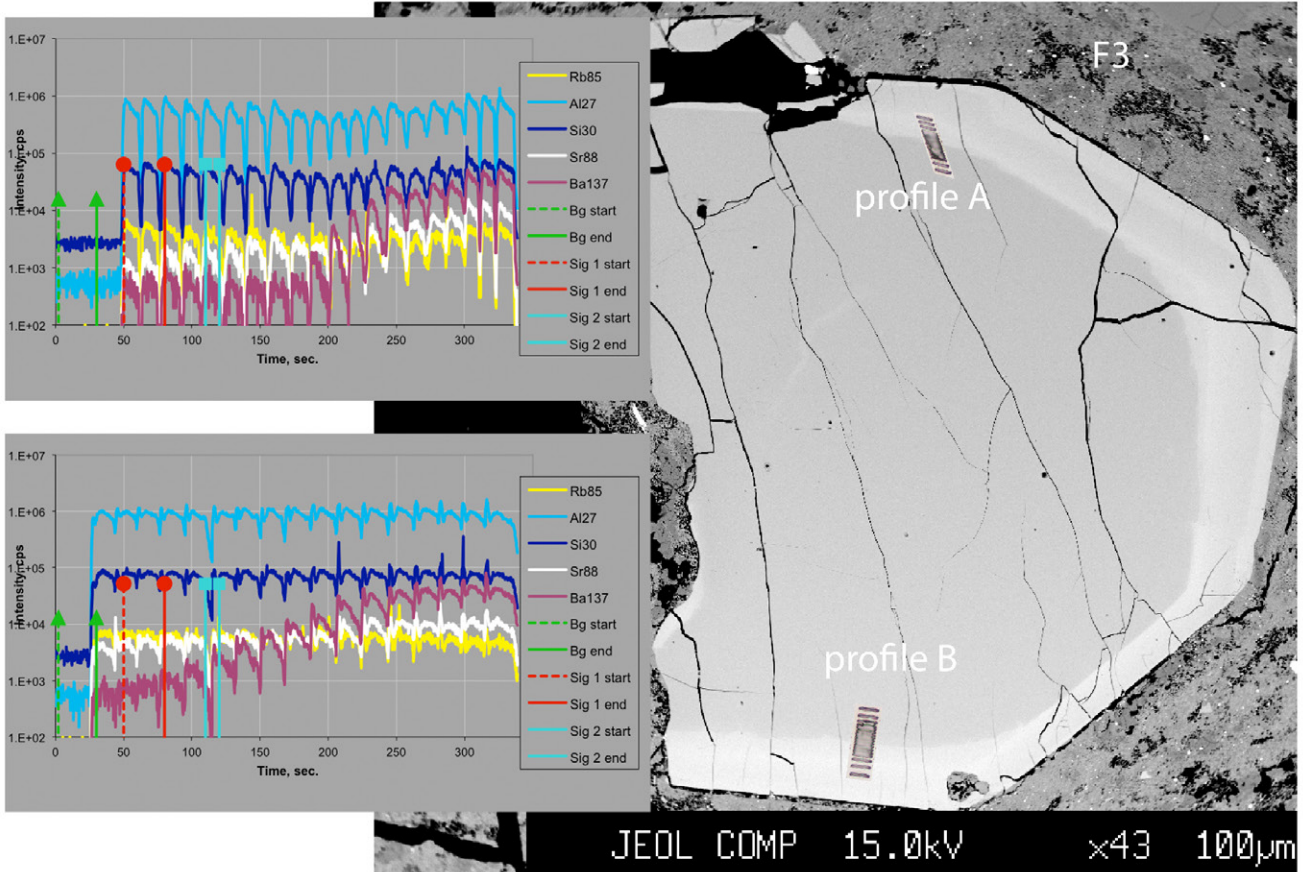 1.E+07
1.E+06
1.E+05
1.E+04
1.E+03
1.E+02
Intensity, cps
0 50 100 150 200 250 300
Time, sec.
Rb85
Al27
Si30
Sr88
Ba137
Bg start
Bg end
Sig 1 start
Sig 1 end
Sig 2 start
Sig 2 end
F3
profile A
1.E+07
1.E+06
1.E+05
1.E+04
1.E+03
1.E+02
Intensity, cps
0 50 100 150 200 250 300
Time, sec.
Rb85
Al27
Si30
Sr88
Ba137
Bg start
Bg end
Sig 1 start
Sig 1 end
Sig 2 start
Sig 2 end
profile B
JEOL COMP 15.0kV x43 100µm